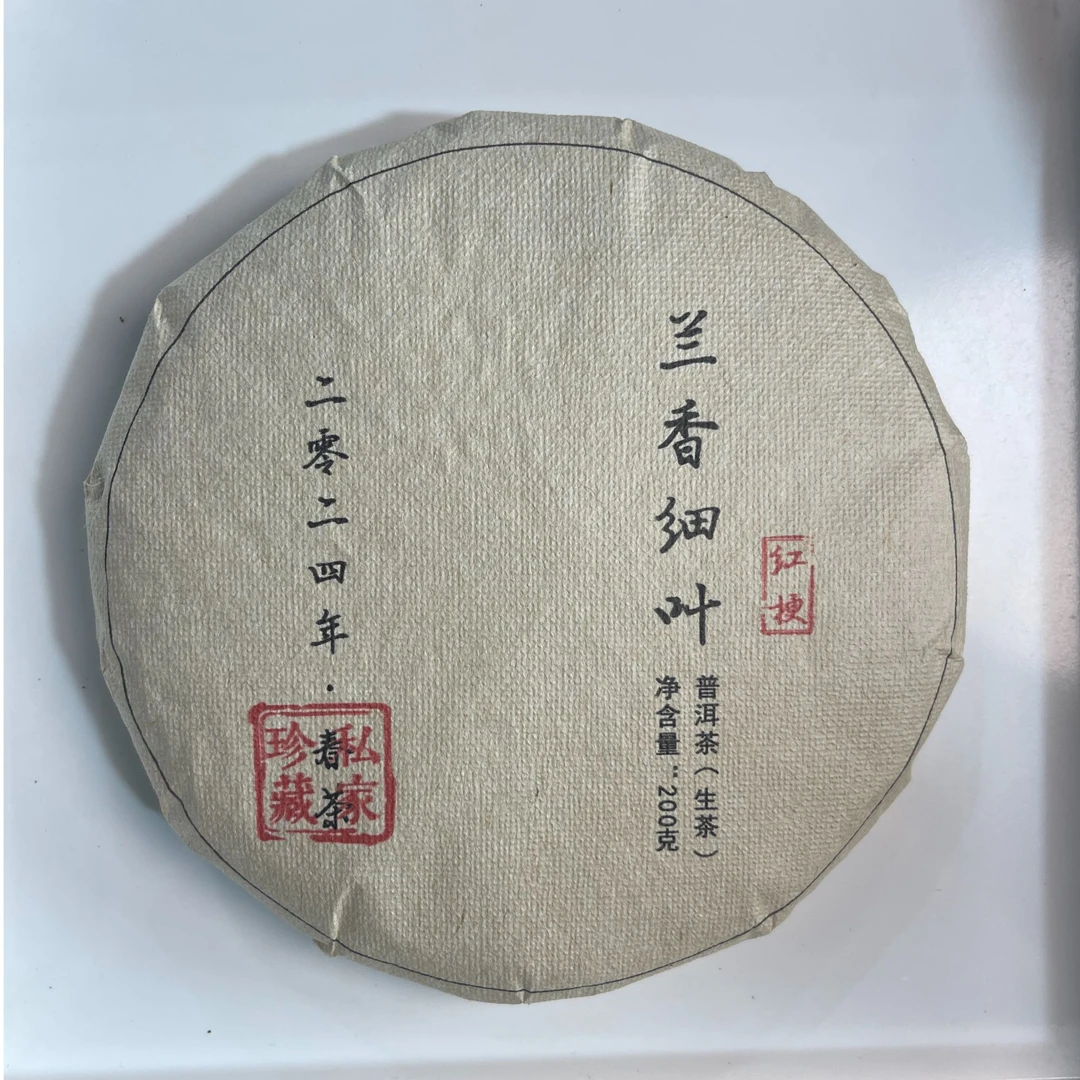 红梗
兰香细叶
普洱茶（生茶）
净含量：200克
二零二四年·春茶
私家珍藏